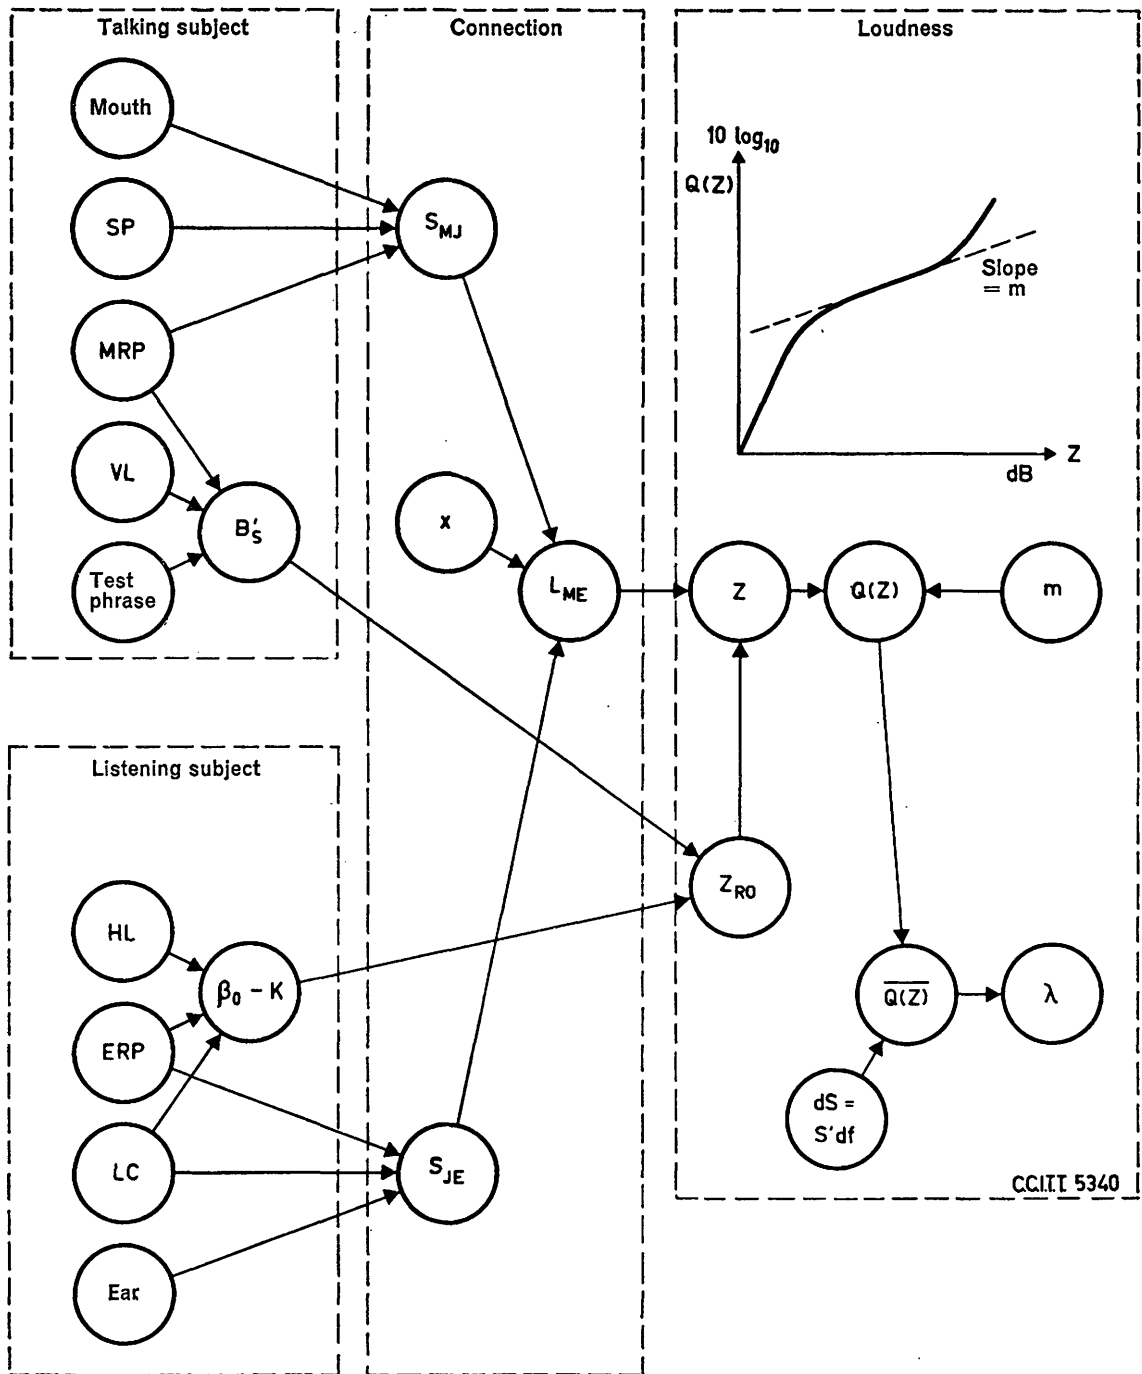 Talking subject
Mouth
SP
MRP
VL
Test
phrase
B'S
Connection
SMJ
x
LME
SJE
Loudness
10 log10
Q(Z)
Slope
= m
Z
dB
Z
Q(Z)
m
ZRO
Q(Z)
λ
dS =
S'df
CCITT 5340
Listening subject
HL
ERP
LC
Ear
β0 – K